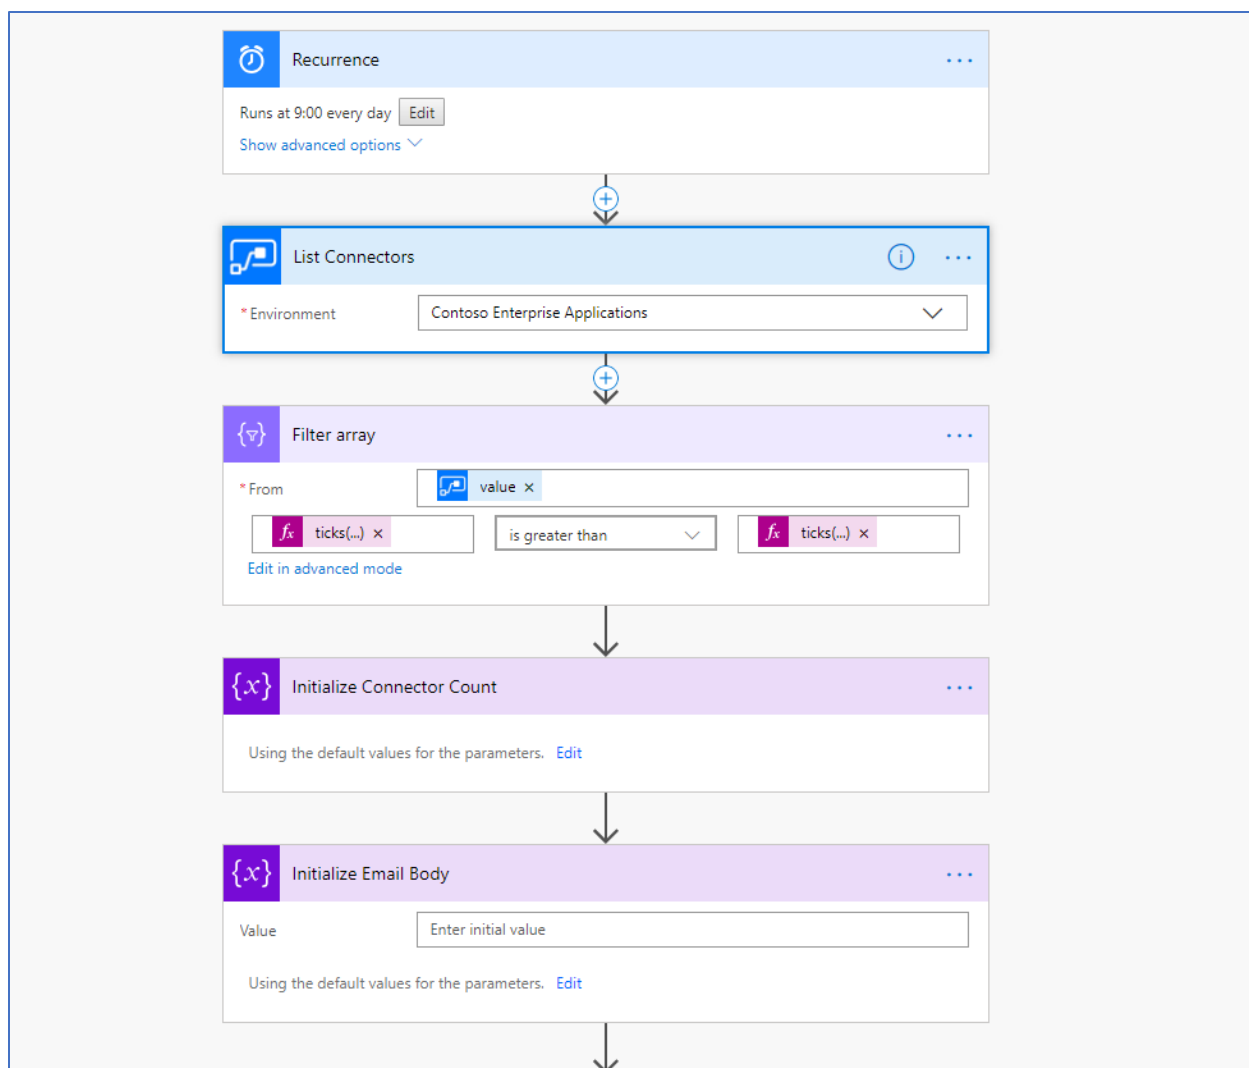 Recurrence
Runs at 9:00 every day Edit
Show advanced options
List Connectors
* Environment Contoso Enterprise Applications
Filter array
* From value ×
fx ticks(...) × is greater than fx ticks(...) ×
Edit in advanced mode
{x} Initialize Connector Count
Using the default values for the parameters. Edit
{x} Initialize Email Body
Value Enter initial value
Using the default values for the parameters. Edit